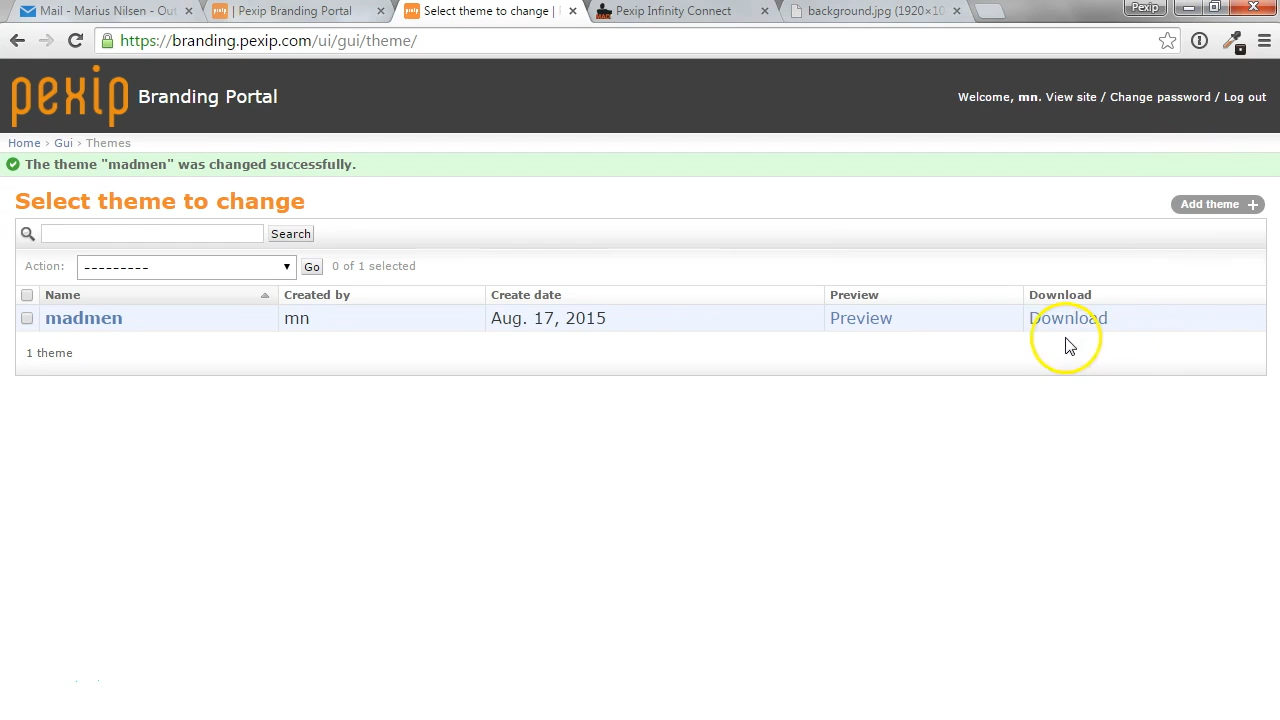 Mail - Marius Nilsen - Out
| Pexip Branding Portal
Select theme to change |
Pexip Infinity Connect
background.jpg (1920×10
Pexip
https://branding.pexip.com/ui/gui/theme/
pexip Branding Portal
Welcome, mn. View site / Change password / Log out
Home › Gui › Themes
The theme "madmen" was changed successfully.
Select theme to change
Add theme +
Search
Action: --------- Go 0 of 1 selected
Name Created by Create date Preview Download
madmen mn Aug. 17, 2015 Preview Download
1 theme